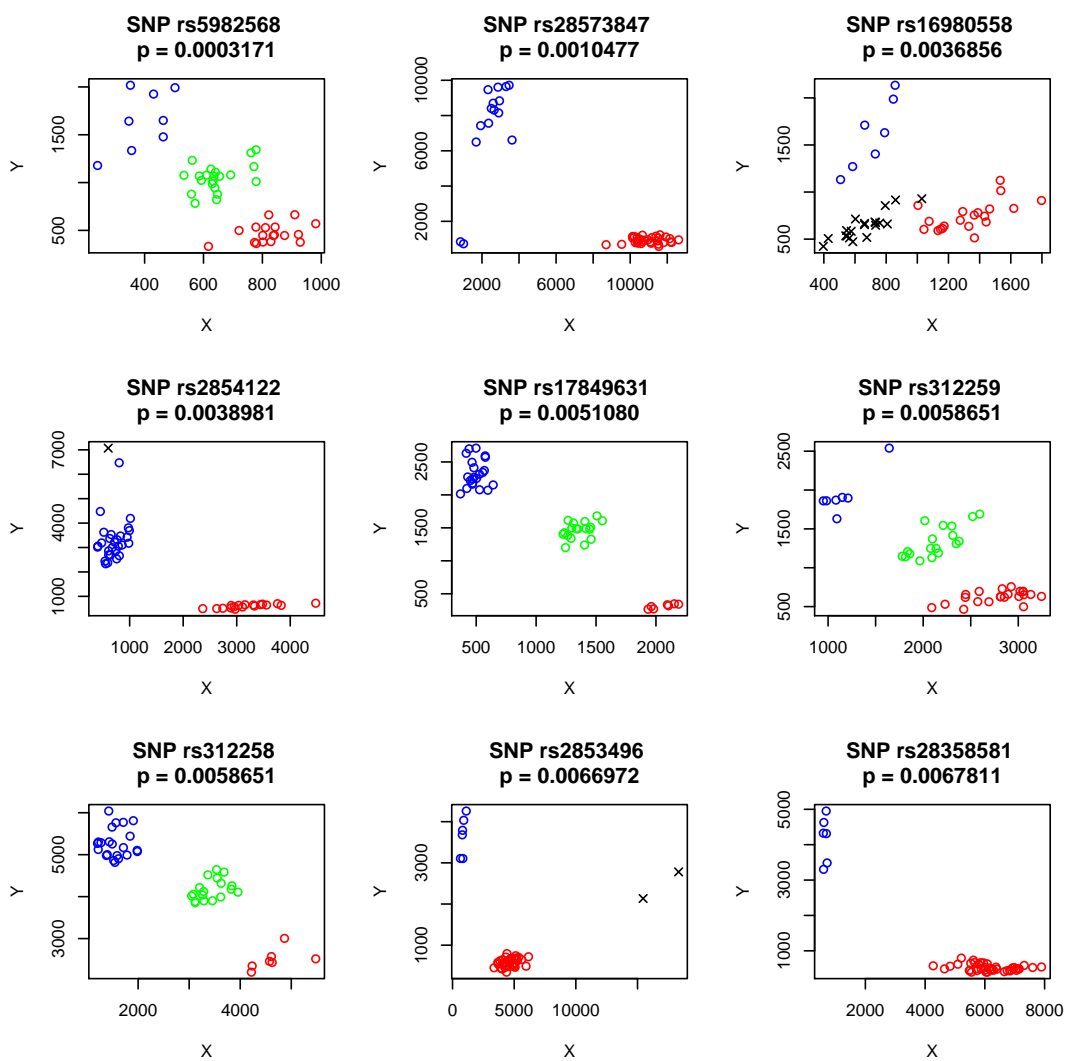 SNP rs5982568
p = 0.0003171
Y
1500
500
400 600 800 1000
X
SNP rs28573847
p = 0.0010477
Y
10000
6000
2000
2000 6000 10000
X
SNP rs16980558
p = 0.0036856
Y
1500
500
400 800 1200 1600
X
SNP rs2854122
p = 0.0038981
Y
7000
4000
1000
1000 2000 3000 4000
X
SNP rs17849631
p = 0.0051080
Y
2500
1500
500
500 1000 1500 2000
X
SNP rs312259
p = 0.0058651
Y
2500
1500
500
1000 2000 3000
X
SNP rs312258
p = 0.0058651
Y
5000
3000
2000 4000
X
SNP rs2853496
p = 0.0066972
Y
3000
1000
0 5000 10000
X
SNP rs28358581
p = 0.0067811
Y
5000
3000
1000
2000 4000 6000 8000
X